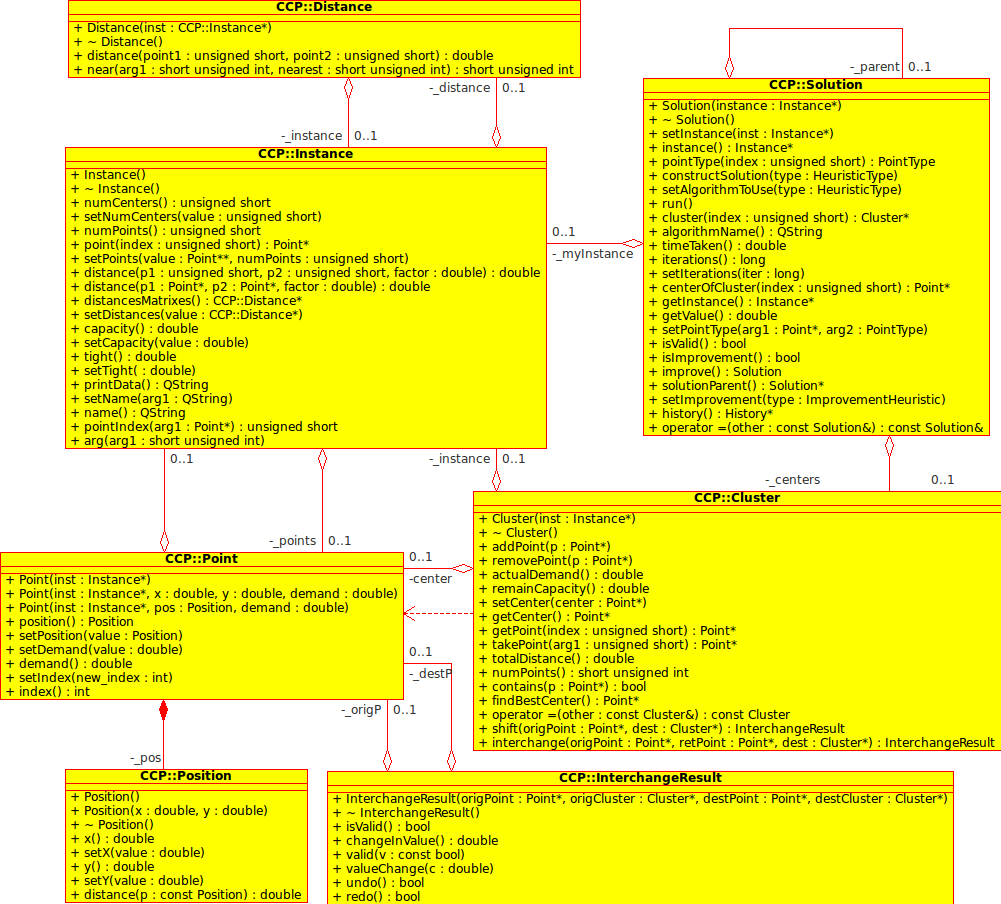 CCP::Distance
+ Distance(inst : CCP::Instance*)
+ ~ Distance()
+ distance(point1 : unsigned short, point2 : unsigned short) : double
+ near(arg1 : short unsigned int, nearest : short unsigned int) : short unsigned int
-_distance 0..1
-_instance 0..1
-_parent 0..1
CCP::Solution
+ Solution(instance : Instance*)
+ ~ Solution()
+ setInstance(inst : Instance*)
+ instance() : Instance*
+ pointType(index : unsigned short) : PointType
+ constructSolution(type : HeuristicType)
+ setAlgorithmToUse(type : HeuristicType)
+ run()
+ cluster(index : unsigned short) : Cluster*
+ algorithmName() : QString
+ timeTaken() : double
+ iterations() : long
+ setIterations(iter : long)
+ centerOfCluster(index : unsigned short) : Point*
+ getInstance() : Instance*
+ getValue() : double
+ setPointType(arg1 : Point*, arg2 : PointType)
+ isValid() : bool
+ isImprovement() : bool
+ improve() : Solution
+ solutionParent() : Solution*
+ setImprovement(type : ImprovementHeuristic)
+ history() : History*
+ operator =(other : const Solution&) : const Solution&
CCP::Instance
+ Instance()
+ ~ Instance()
+ numCenters() : unsigned short
+ setNumCenters(value : unsigned short)
+ numPoints() : unsigned short
+ point(index : unsigned short) : Point*
+ setPoints(value : Point**, numPoints : unsigned short)
+ distance(p1 : unsigned short, p2 : unsigned short, factor : double) : double
+ distance(p1 : Point*, p2 : Point*, factor : double) : double
+ distancesMatrixes() : CCP::Distance*
+ setDistances(value : CCP::Distance*)
+ capacity() : double
+ setCapacity(value : double)
+ tight() : double
+ setTight( : double)
+ printData() : QString
+ setName(arg1 : QString)
+ name() : QString
+ pointIndex(arg1 : Point*) : unsigned short
+ arg(arg1 : short unsigned int)
0..1
-_myInstance
0..1
-_instance 0..1
-_centers 0..1
-_points 0..1
CCP::Cluster
+ Cluster(inst : Instance*)
+ ~ Cluster()
+ addPoint(p : Point*)
+ removePoint(p : Point*)
+ actualDemand() : double
+ remainCapacity() : double
+ setCenter(center : Point*)
+ getCenter() : Point*
+ getPoint(index : unsigned short) : Point*
+ takePoint(arg1 : unsigned short) : Point*
+ totalDistance() : double
+ numPoints() : short unsigned int
+ contains(p : Point*) : bool
+ findBestCenter() : Point*
+ operator =(other : const Cluster&) : const Cluster
+ shift(origPoint : Point*, dest : Cluster*) : InterchangeResult
+ interchange(origPoint : Point*, retPoint : Point*, dest : Cluster*) : InterchangeResult
CCP::Point
+ Point(inst : Instance*)
+ Point(inst : Instance*, x : double, y : double, demand : double)
+ Point(inst : Instance*, pos : Position, demand : double)
+ position() : Position
+ setPosition(value : Position)
+ setDemand(value : double)
+ demand() : double
+ setIndex(new_index : int)
+ index() : int
0..1
-center
0..1
-_destP
-_origP 0..1
-_pos
CCP::Position
+ Position()
+ Position(x : double, y : double)
+ ~ Position()
+ x() : double
+ setX(value : double)
+ y() : double
+ setY(value : double)
+ distance(p : const Position) : double
CCP::InterchangeResult
+ InterchangeResult(origPoint : Point*, origCluster : Cluster*, destPoint : Point*, destCluster : Cluster*)
+ ~ InterchangeResult()
+ isValid() : bool
+ changeInValue() : double
+ valid(v : const bool)
+ valueChange(c : double)
+ undo() : bool
+ redo() : bool